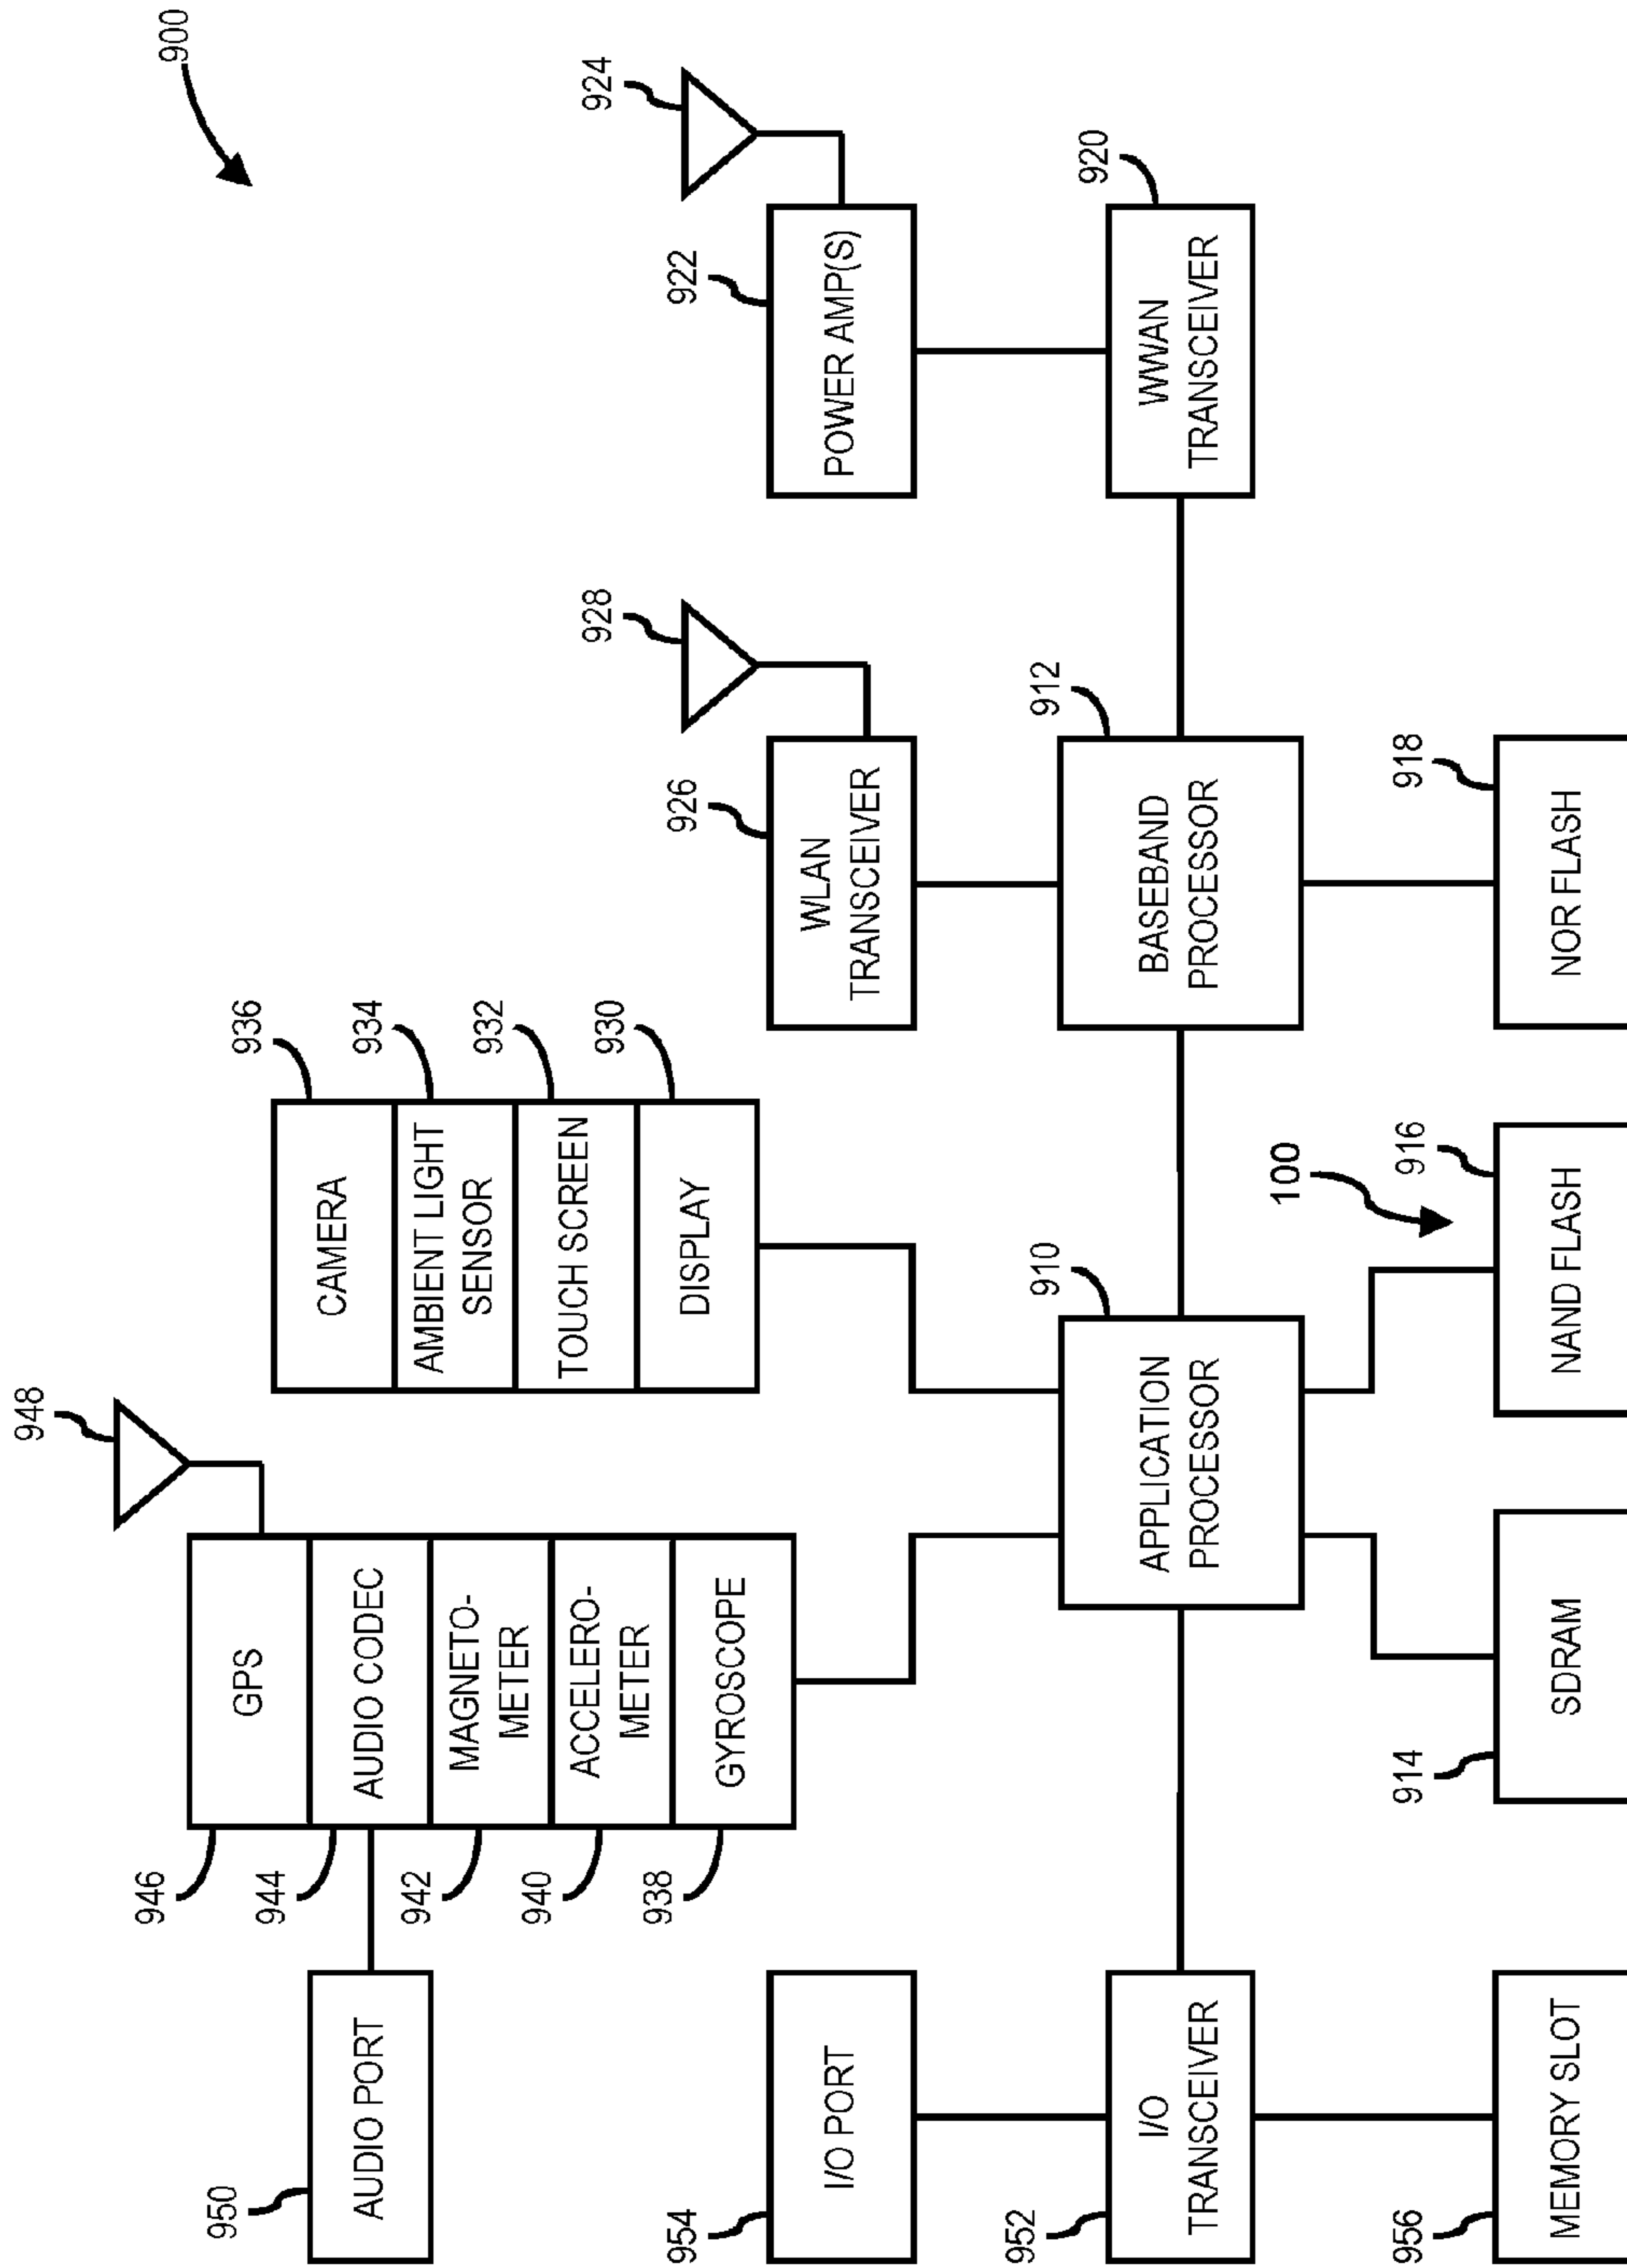 900
948
946
GPS
944
AUDIO CODEC
942
MAGNETO-
METER
940
ACCELERO-
METER
938
GYROSCOPE
950
AUDIO PORT
936
CAMERA
934
AMBIENT LIGHT
SENSOR
932
TOUCH SCREEN
930
DISPLAY
928
926
WLAN
TRANSCEIVER
924
922
POWER AMP(S)
954
I/O PORT
952
I/O
TRANSCEIVER
910
APPLICATION
PROCESSOR
912
BASEBAND
PROCESSOR
920
WWAN
TRANSCEIVER
956
MEMORY SLOT
914
SDRAM
100
916
NAND FLASH
918
NOR FLASH